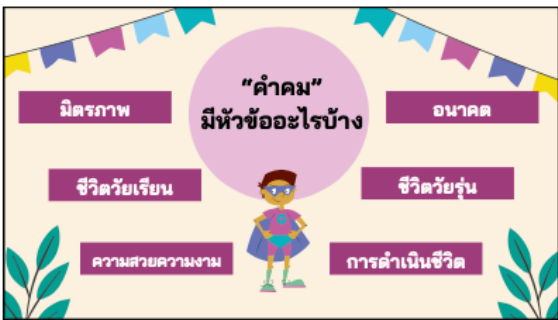 “คำคม”
มีหัวข้ออะไรบ้าง
มิตรภาพ
อนาคต
ชีวิตวัยเรียน
ชีวิตวัยรุ่น
ความสวยความงาม
การดำเนินชีวิต